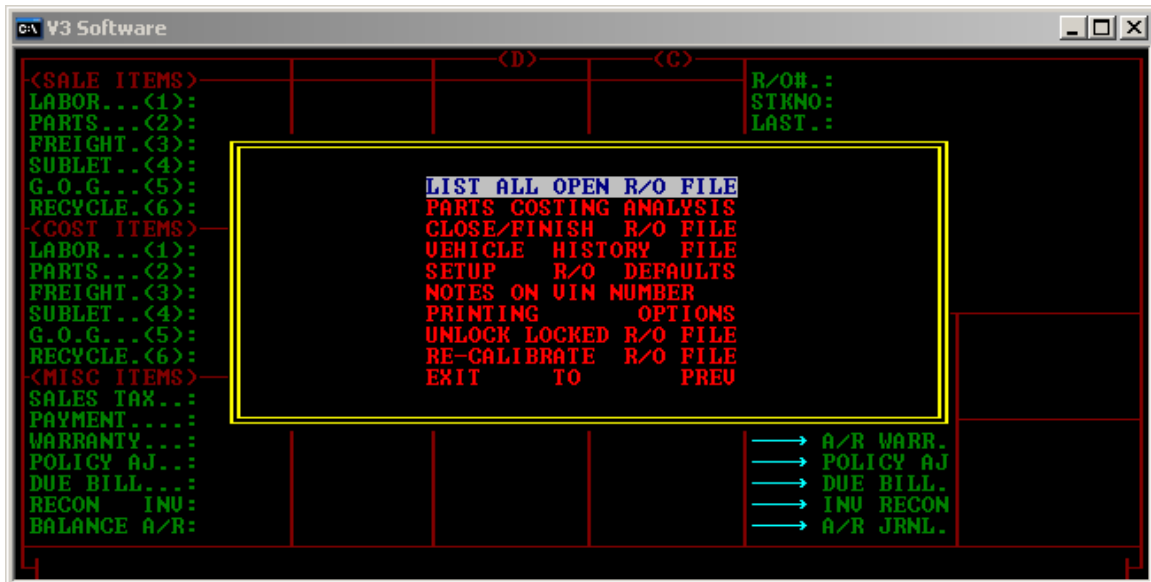 V3 Software
(D) (C)
(SALE ITEMS) R/O#.:
LABOR...(1): STKNO:
PARTS...(2): LAST.:
FREIGHT.(3):
SUBLET..(4):
G.O.G...(5): LIST ALL OPEN R/O FILE
RECYCLE.(6): PARTS COSTING ANALYSIS
(COST ITEMS) CLOSE/FINISH R/O FILE
LABOR...(1): VEHICLE HISTORY FILE
PARTS...(2): SETUP R/O DEFAULTS
FREIGHT.(3): NOTES ON VIN NUMBER
SUBLET..(4): PRINTING OPTIONS
G.O.G...(5): UNLOCK LOCKED R/O FILE
RECYCLE.(6): RE-CALIBRATE R/O FILE
(MISC ITEMS) EXIT TO PREV
SALES TAX..:
PAYMENT....:
WARRANTY...: → A/R WARR.
POLICY AJ..: → POLICY AJ
DUE BILL...: → DUE BILL.
RECON INV: → INV RECON
BALANCE A/R: → A/R JRNL.